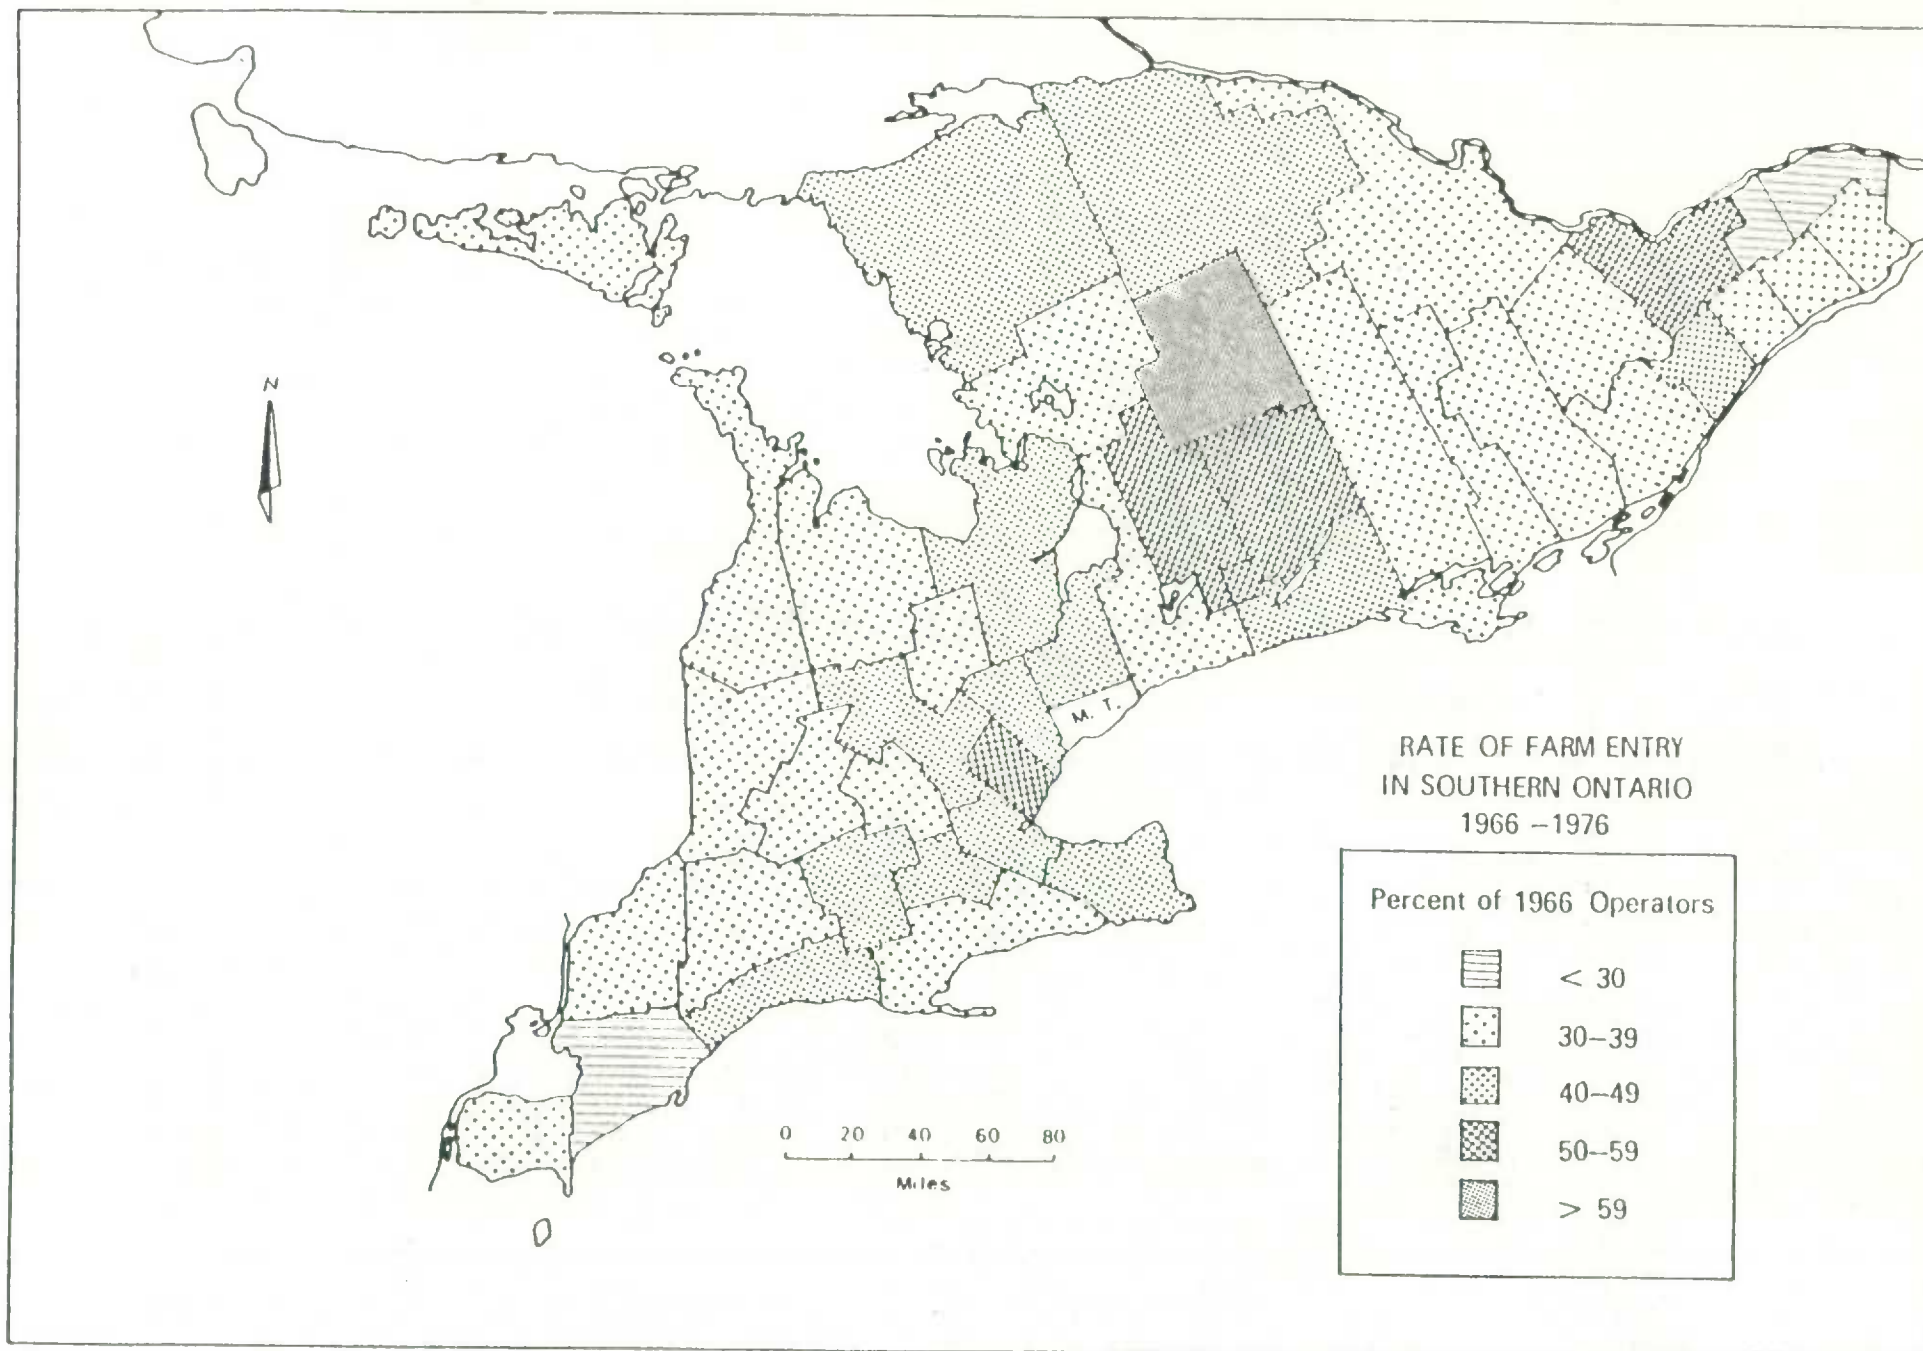 N
M. T.
RATE OF FARM ENTRY
IN SOUTHERN ONTARIO
1966 – 1976
Percent of 1966 Operators
< 30
30–39
40–49
50–59
> 59
0 20 40 60 80
Miles